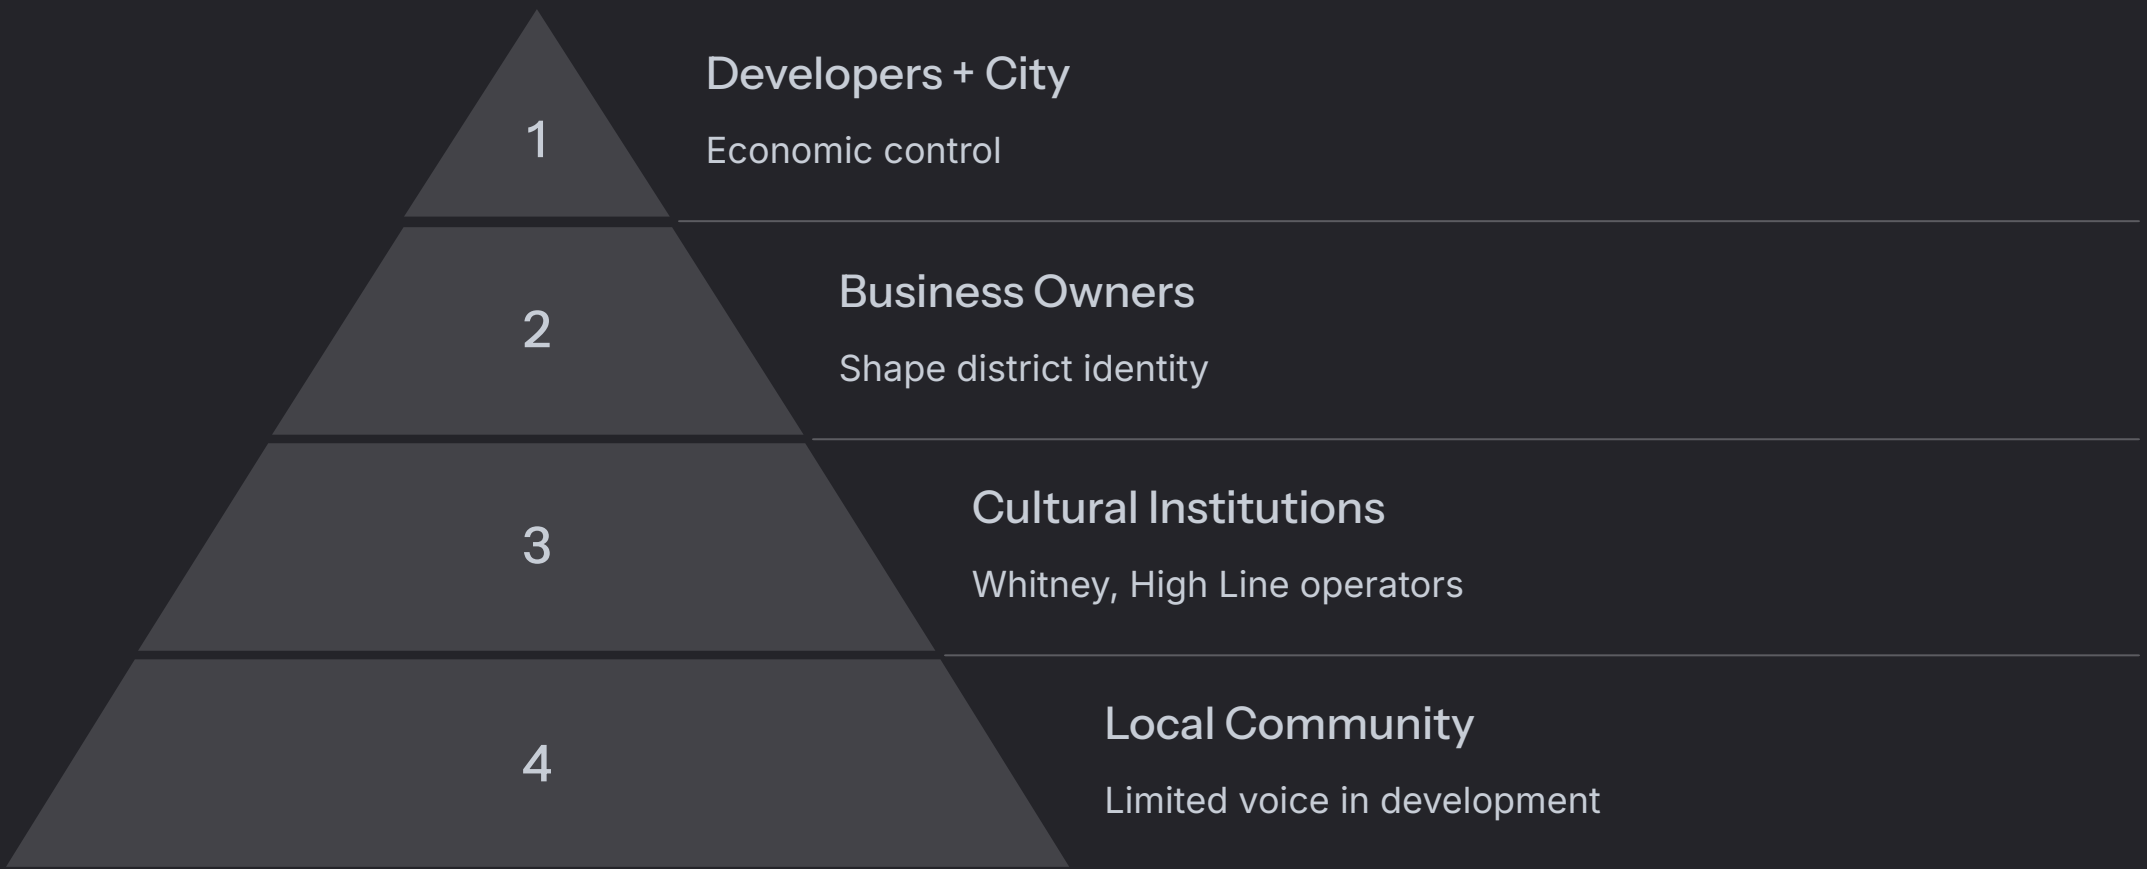 1
Developers + City
Economic control
2
Business Owners
Shape district identity
3
Cultural Institutions
Whitney, High Line operators
4
Local Community
Limited voice in development